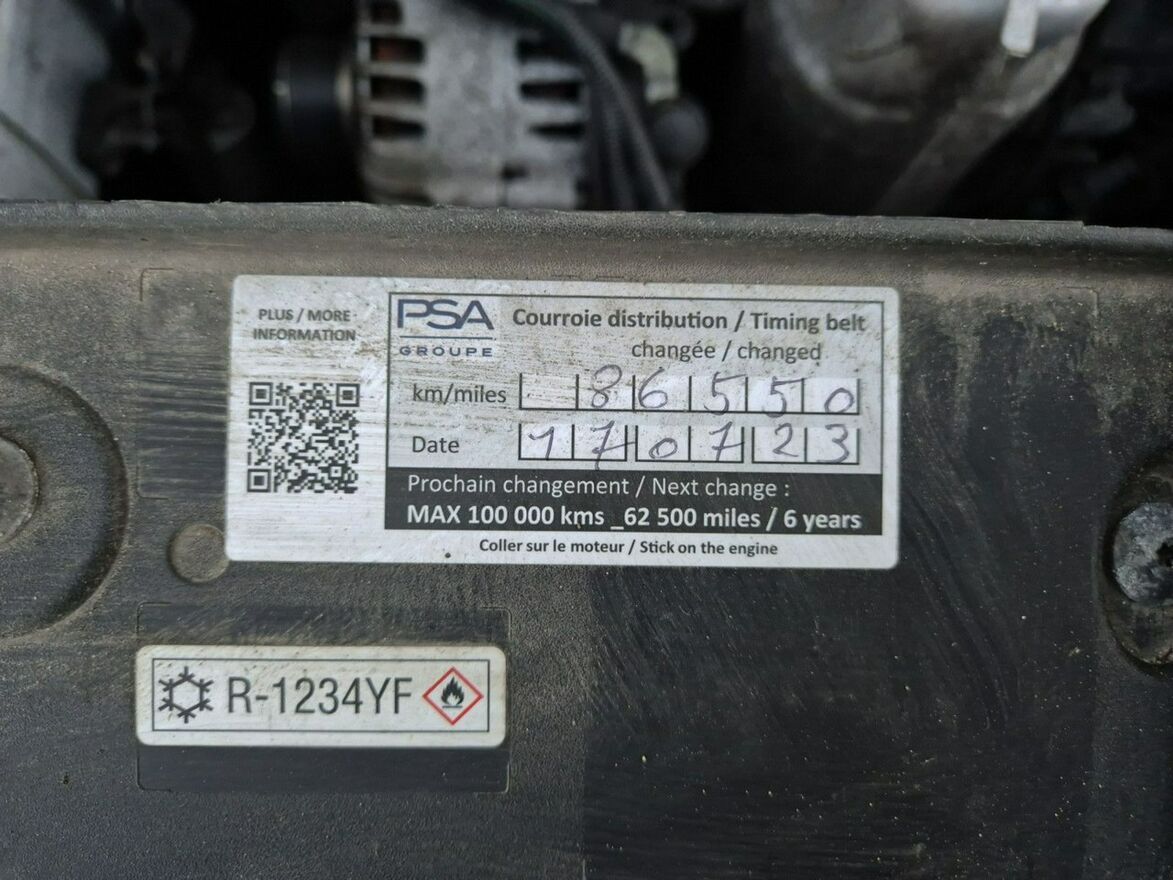 PLUS / MORE
INFORMATION
PSA
GROUPE
Courroie distribution / Timing belt
changée / changed
km/miles 86550
Date 170723
Prochain changement / Next change :
MAX 100 000 kms _62 500 miles / 6 years
Coller sur le moteur / Stick on the engine
R-1234YF